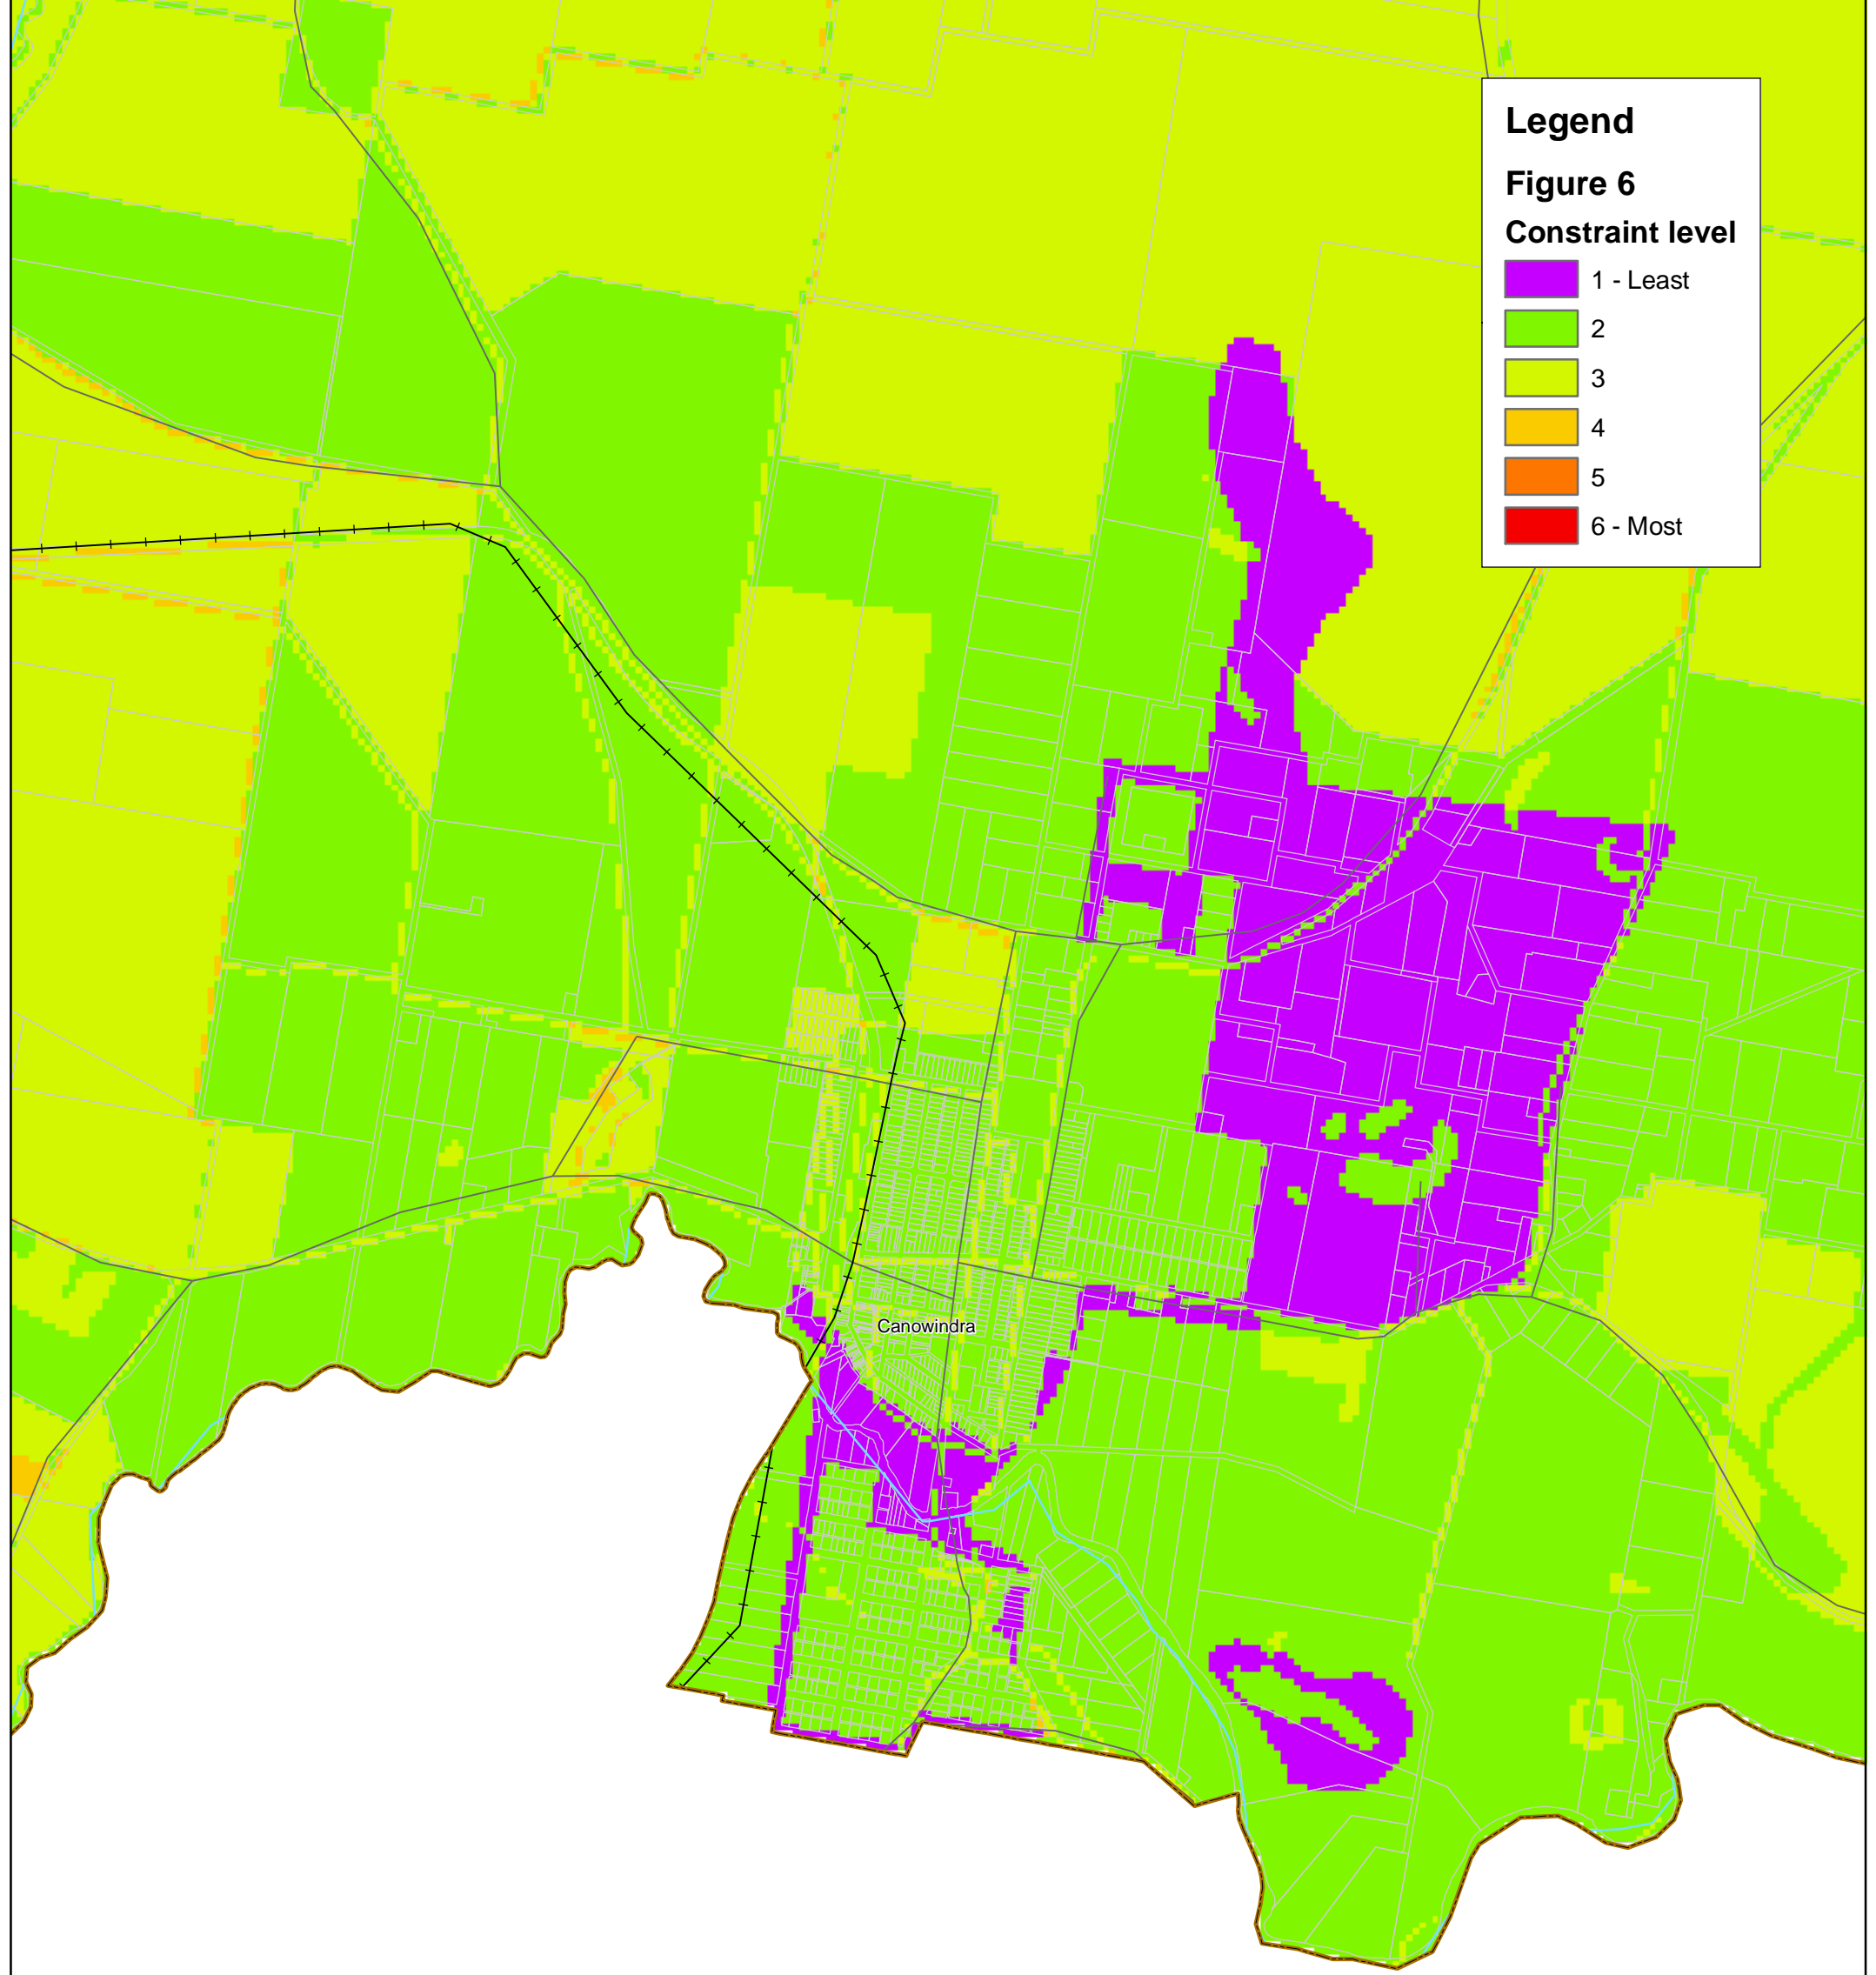 Legend
Figure 6
Constraint level
1 - Least
2
3
4
5
6 - Most
Canowindra